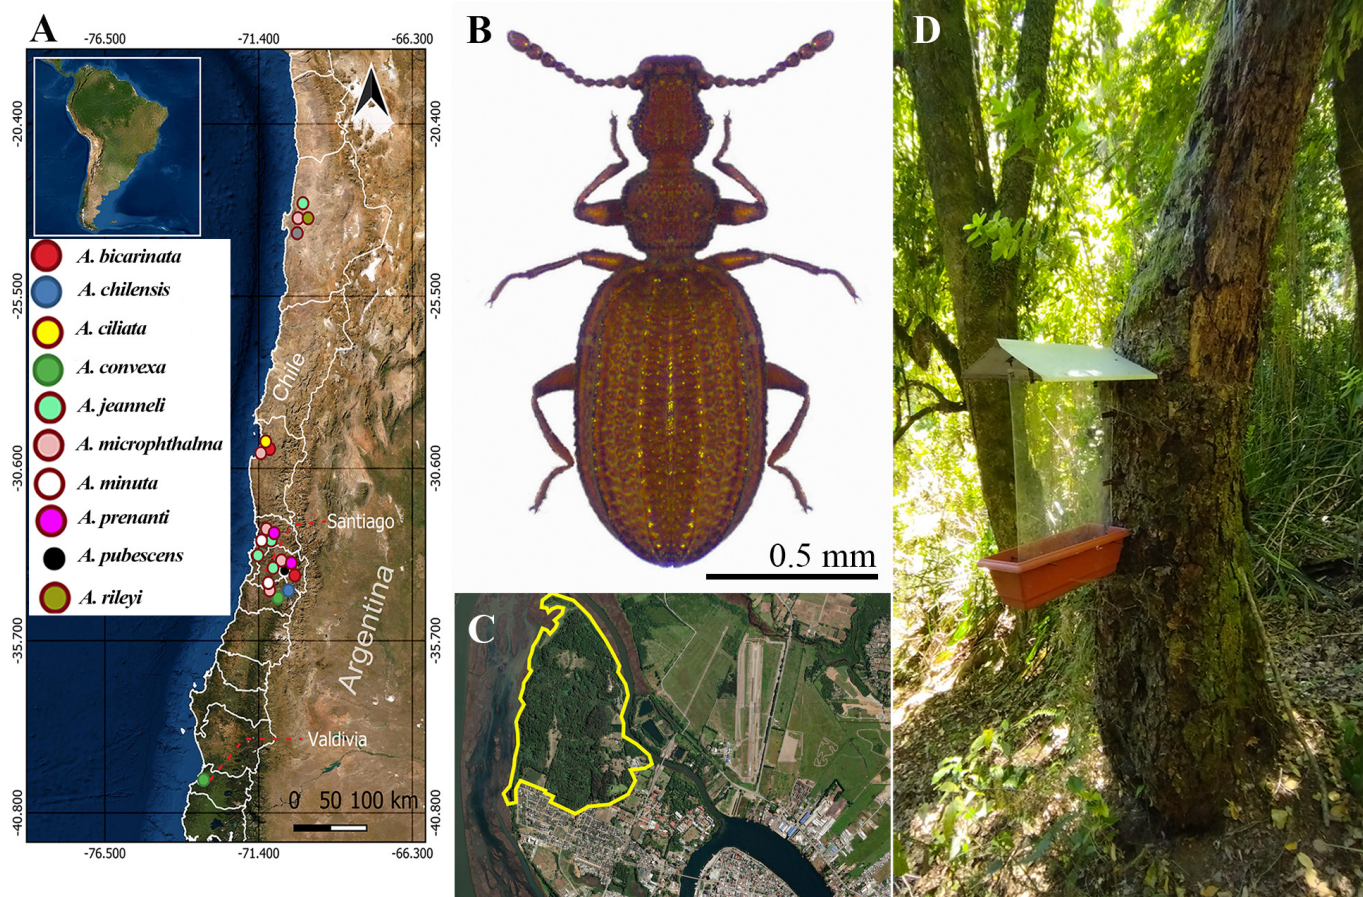 A
-76.500 -71.400 -66.300
-20.400 -20.400
-25.500 -25.500
-30.600 -30.600
-35.700 -35.700
-40.800 -40.800
A. bicarinata
A. chilensis
A. ciliata
A. convexa
A. jeanneli
A. microphthalma
A. minuta
A. prenanti
A. pubescens
A. rileyi
Chile
Santiago
Argentina
Valdivia
0 50 100 km
-76.500 -71.400 -66.300
B
0.5 mm
C
D